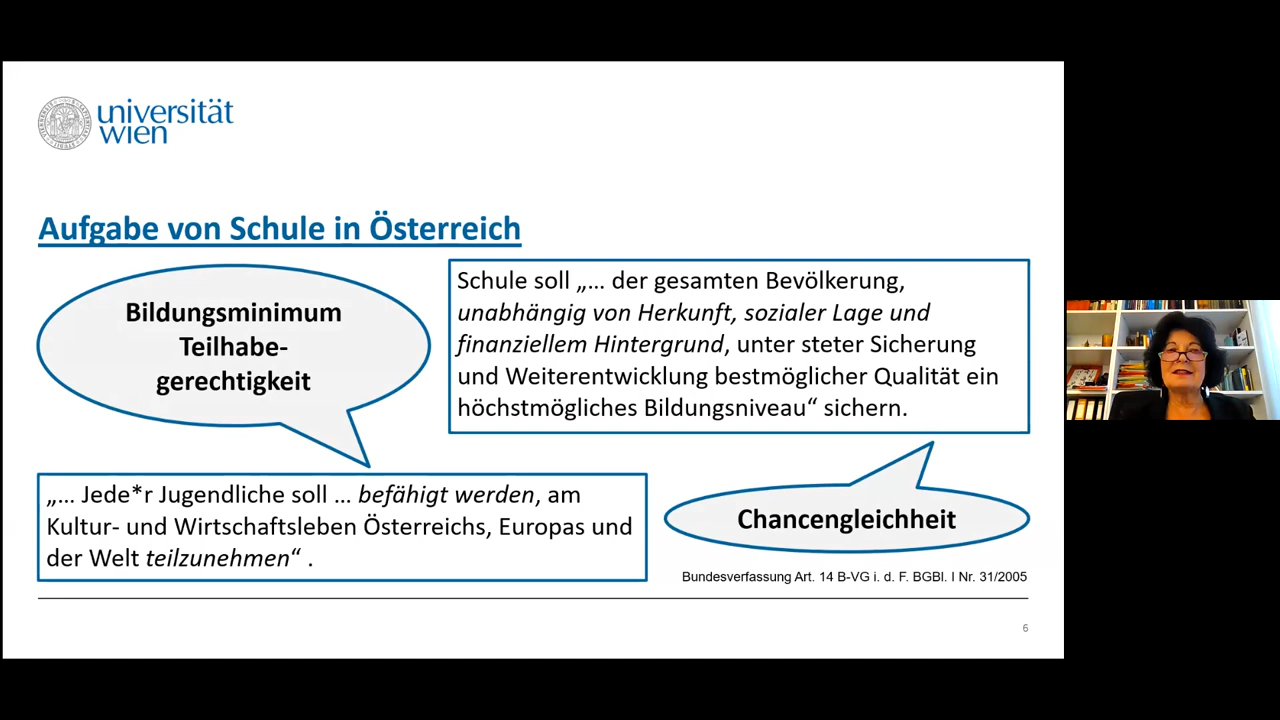 universität
wien
Aufgabe von Schule in Österreich
Bildungsminimum
Teilhabe-
gerechtigkeit
Schule soll „… der gesamten Bevölkerung,
unabhängig von Herkunft, sozialer Lage und
finanziellem Hintergrund, unter steter Sicherung
und Weiterentwicklung bestmöglicher Qualität ein
höchstmögliches Bildungsniveau“ sichern.
„… Jede*r Jugendliche soll … befähigt werden, am
Kultur- und Wirtschaftsleben Österreichs, Europas und
der Welt teilzunehmen“ .
Chancengleichheit
Bundesverfassung Art. 14 B-VG i. d. F. BGBl. I Nr. 31/2005
6